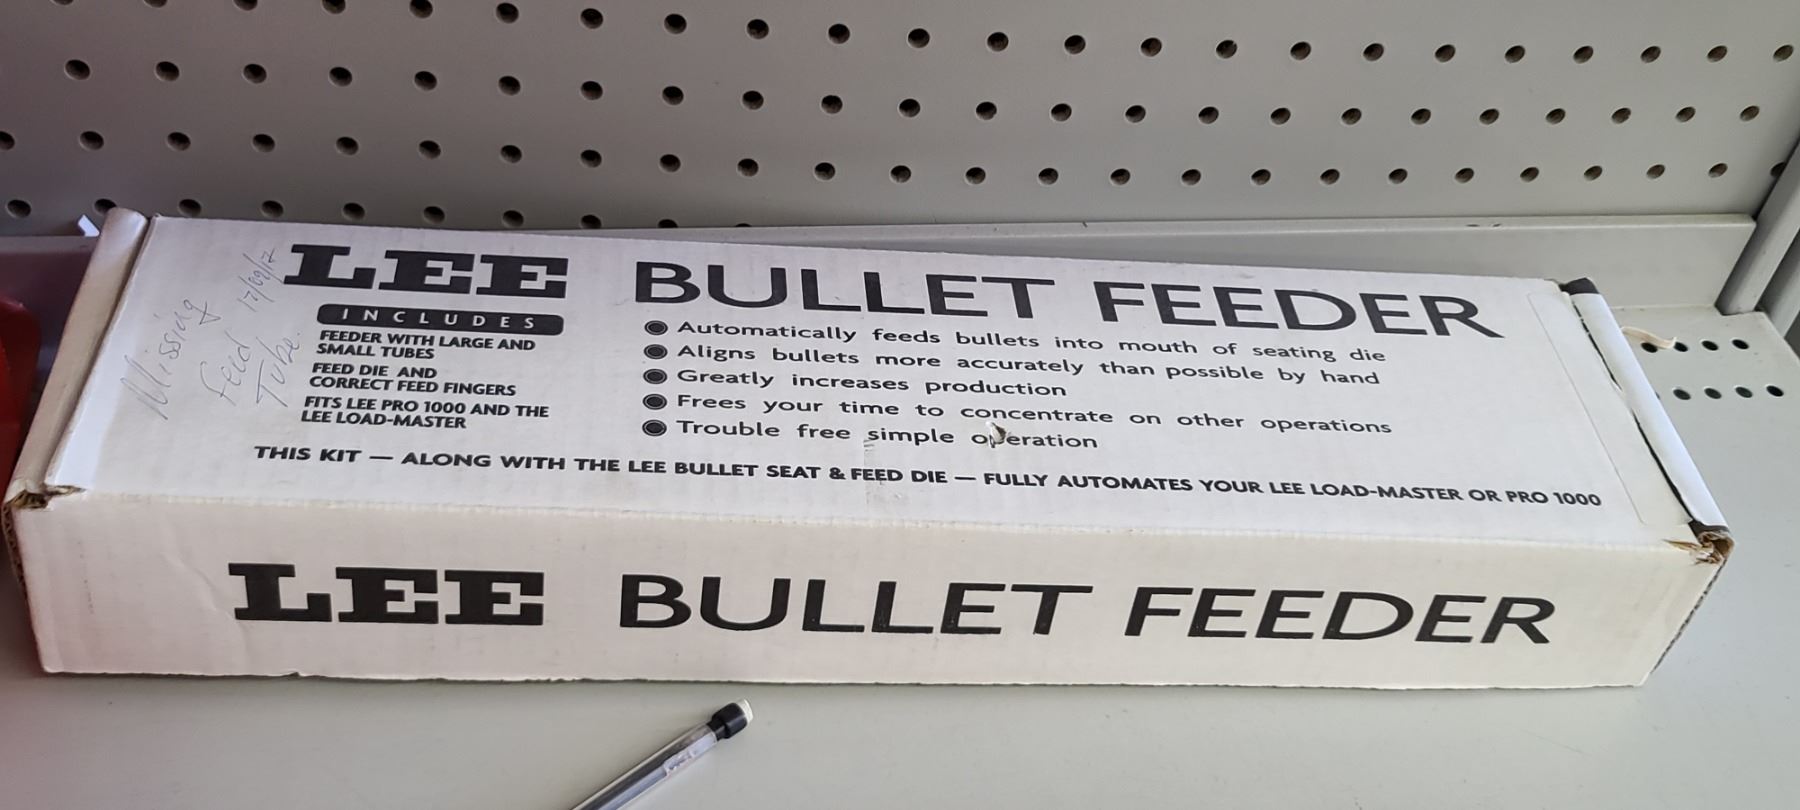 Missing
Feed 12/09/17
Tube.
LEE BULLET FEEDER
INCLUDES
FEEDER WITH LARGE AND
SMALL TUBES
FEED DIE AND
CORRECT FEED FINGERS
FITS LEE PRO 1000 AND THE
LEE LOAD-MASTER
Automatically feeds bullets into mouth of seating die
Aligns bullets more accurately than possible by hand
Greatly increases production
Frees your time to concentrate on other operations
Trouble free simple operation
THIS KIT — ALONG WITH THE LEE BULLET SEAT & FEED DIE — FULLY AUTOMATES YOUR LEE LOAD-MASTER OR PRO 1000
LEE BULLET FEEDER